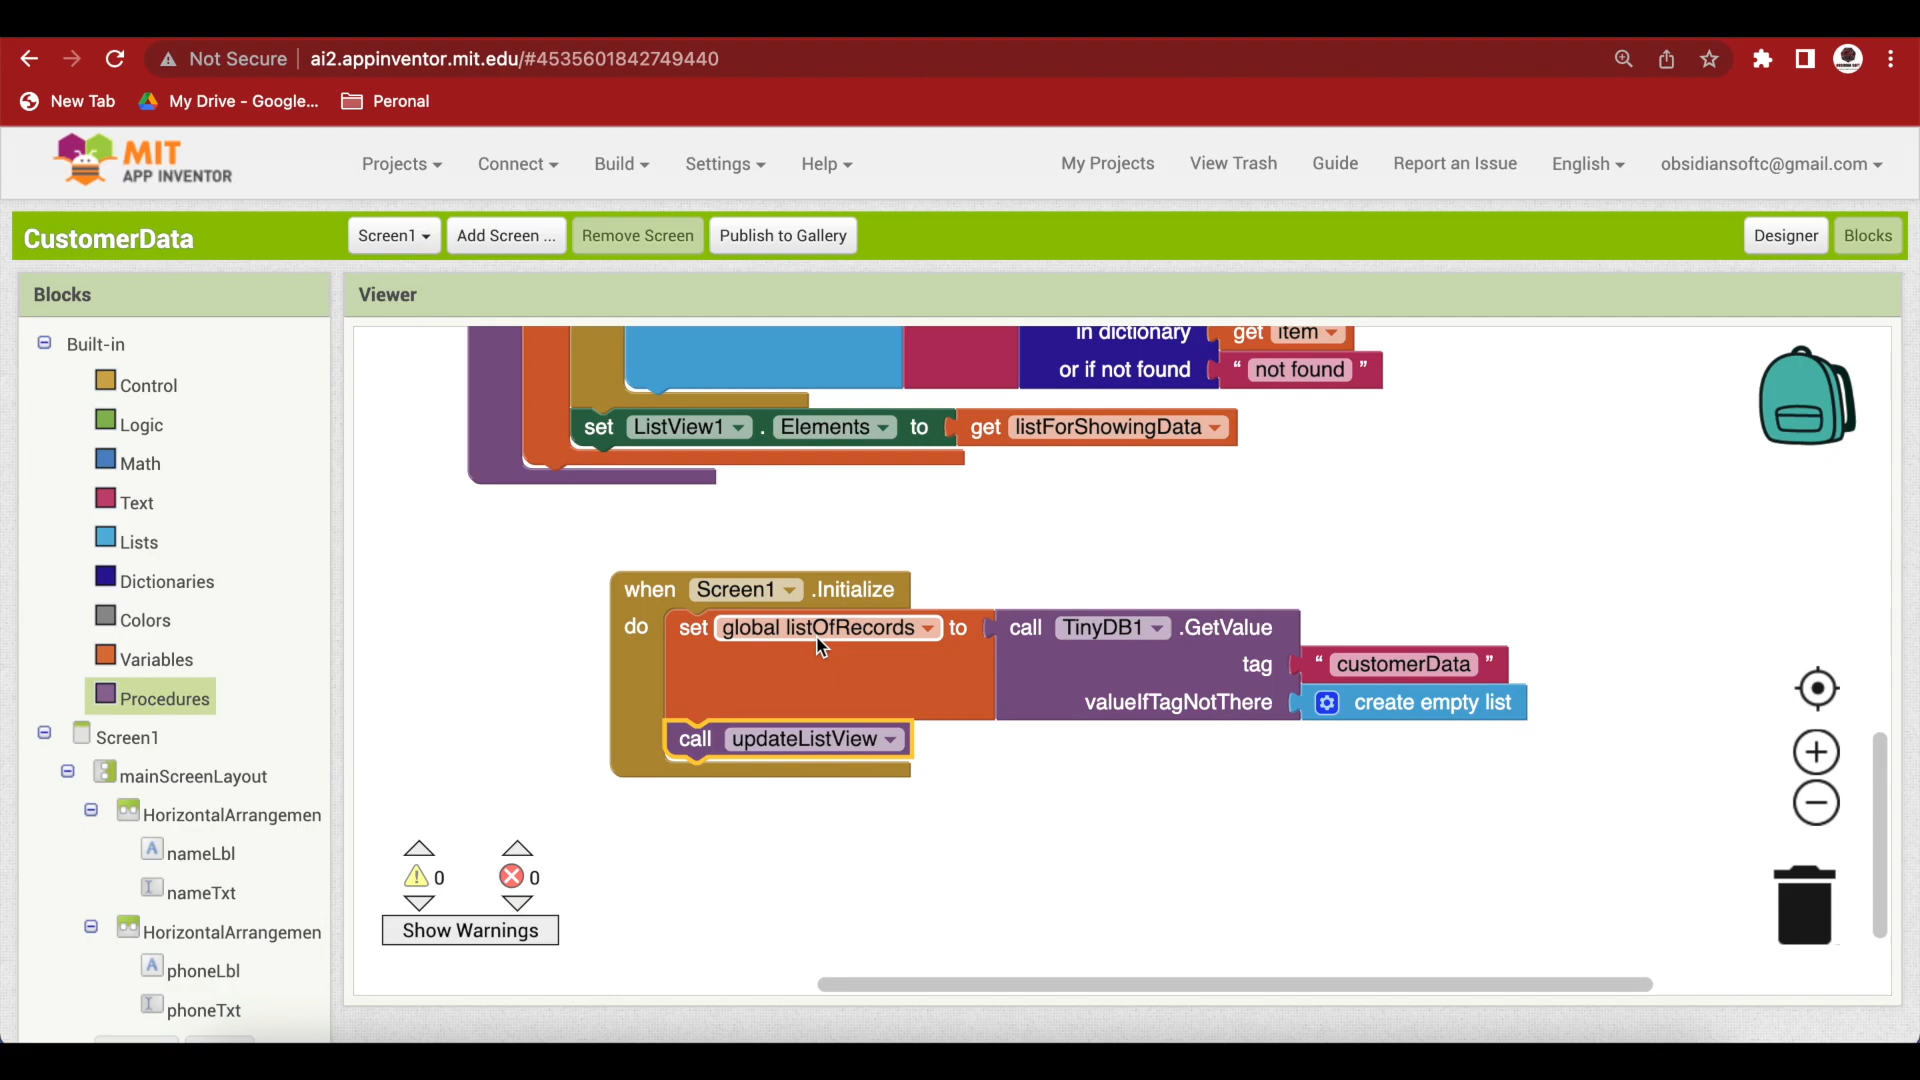 Not Secure ai2.appinventor.mit.edu/#4535601842749440
New Tab My Drive - Google... Peronal
MIT APP INVENTOR
Projects Connect Build Settings Help My Projects View Trash Guide Report an Issue English obsidiansoftc@gmail.com
CustomerData Screen1 Add Screen ... Remove Screen Publish to Gallery Designer Blocks
Blocks
Viewer
Built-in
Control
Logic
Math
Text
Lists
Dictionaries
Colors
Variables
Procedures
Screen1
mainScreenLayout
HorizontalArrangemen
nameLbl
nameTxt
HorizontalArrangemen
phoneLbl
phoneTxt
in dictionary get item
or if not found " not found "
set ListView1 . Elements to get listForShowingData
when Screen1 .Initialize
do set global listOfRecords to call TinyDB1 .GetValue
tag " customerData "
valueIfTagNotThere create empty list
call updateListView
0 0
Show Warnings